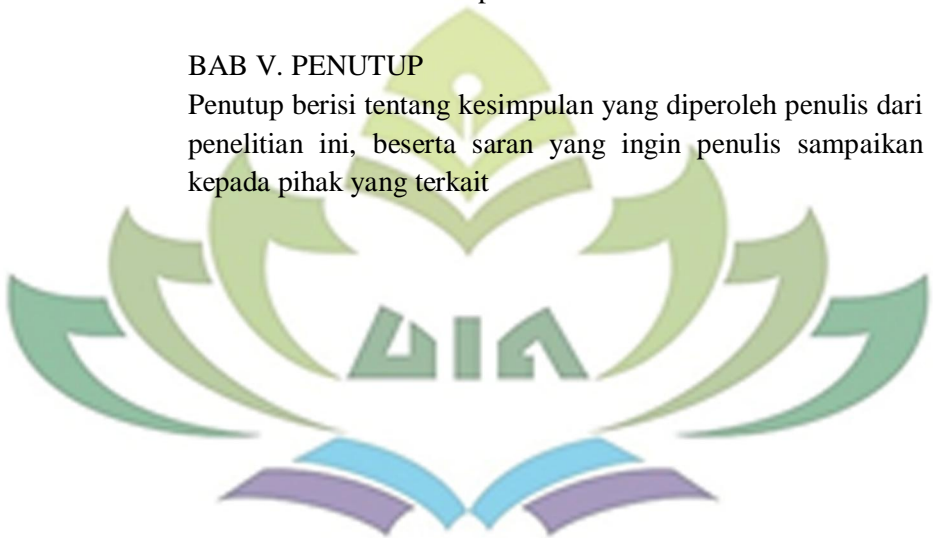 BAB V. PENUTUP
Penutup berisi tentang kesimpulan yang diperoleh penulis dari
penelitian ini, beserta saran yang ingin penulis sampaikan
kepada pihak yang terkait
UIN